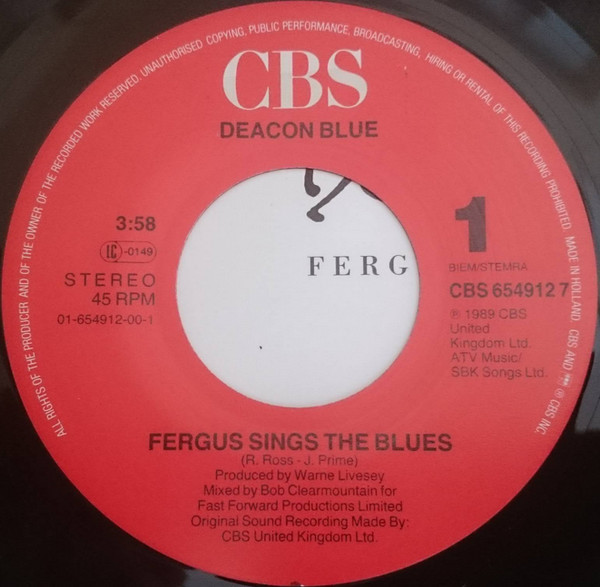 ALL RIGHTS OF THE PRODUCER AND OF THE OWNER OF THE RECORDED WORK RESERVED. UNAUTHORISED COPYING, PUBLIC PERFORMANCE, BROADCASTING, HIRING OR RENTAL OF THIS RECORDING PROHIBITED. MADE IN HOLLAND. CBS AND ℗ CBS INC.
CBS
DEACON BLUE
3:58
LC-0149
STEREO
45 RPM
01-654912-00-1
FERG
1
BIEM/STEMRA
CBS 654912 7
℗ 1989 CBS
United
Kingdom Ltd.
ATV Music/
SBK Songs Ltd.
FERGUS SINGS THE BLUES
(R. Ross - J. Prime)
Produced by Warne Livesey
Mixed by Bob Clearmountain for
Fast Forward Productions Limited
Original Sound Recording Made By:
CBS United Kingdom Ltd.